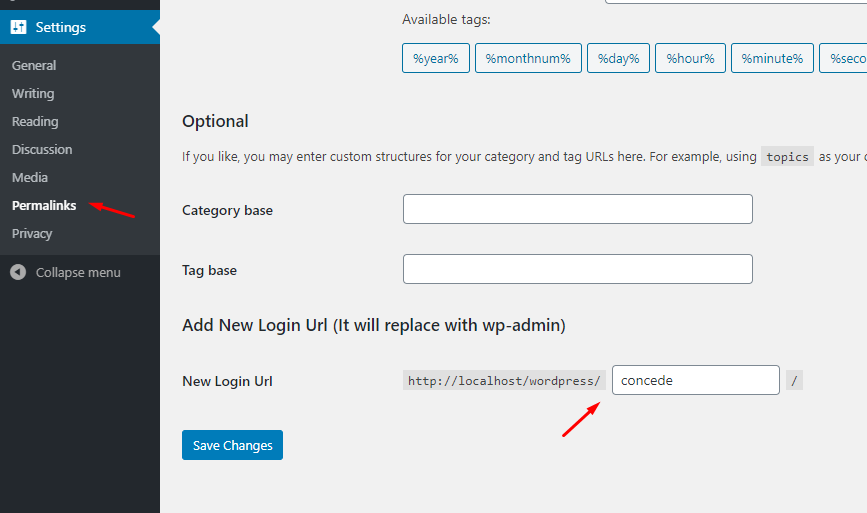 Settings
General
Writing
Reading
Discussion
Media
Permalinks
Privacy
Collapse menu
Available tags:
%year% %monthnum% %day% %hour% %minute% %seco
Optional
If you like, you may enter custom structures for your category and tag URLs here. For example, using topics as your c
Category base
Tag base
Add New Login Url (It will replace with wp-admin)
New Login Url http://localhost/wordpress/ concede /
Save Changes